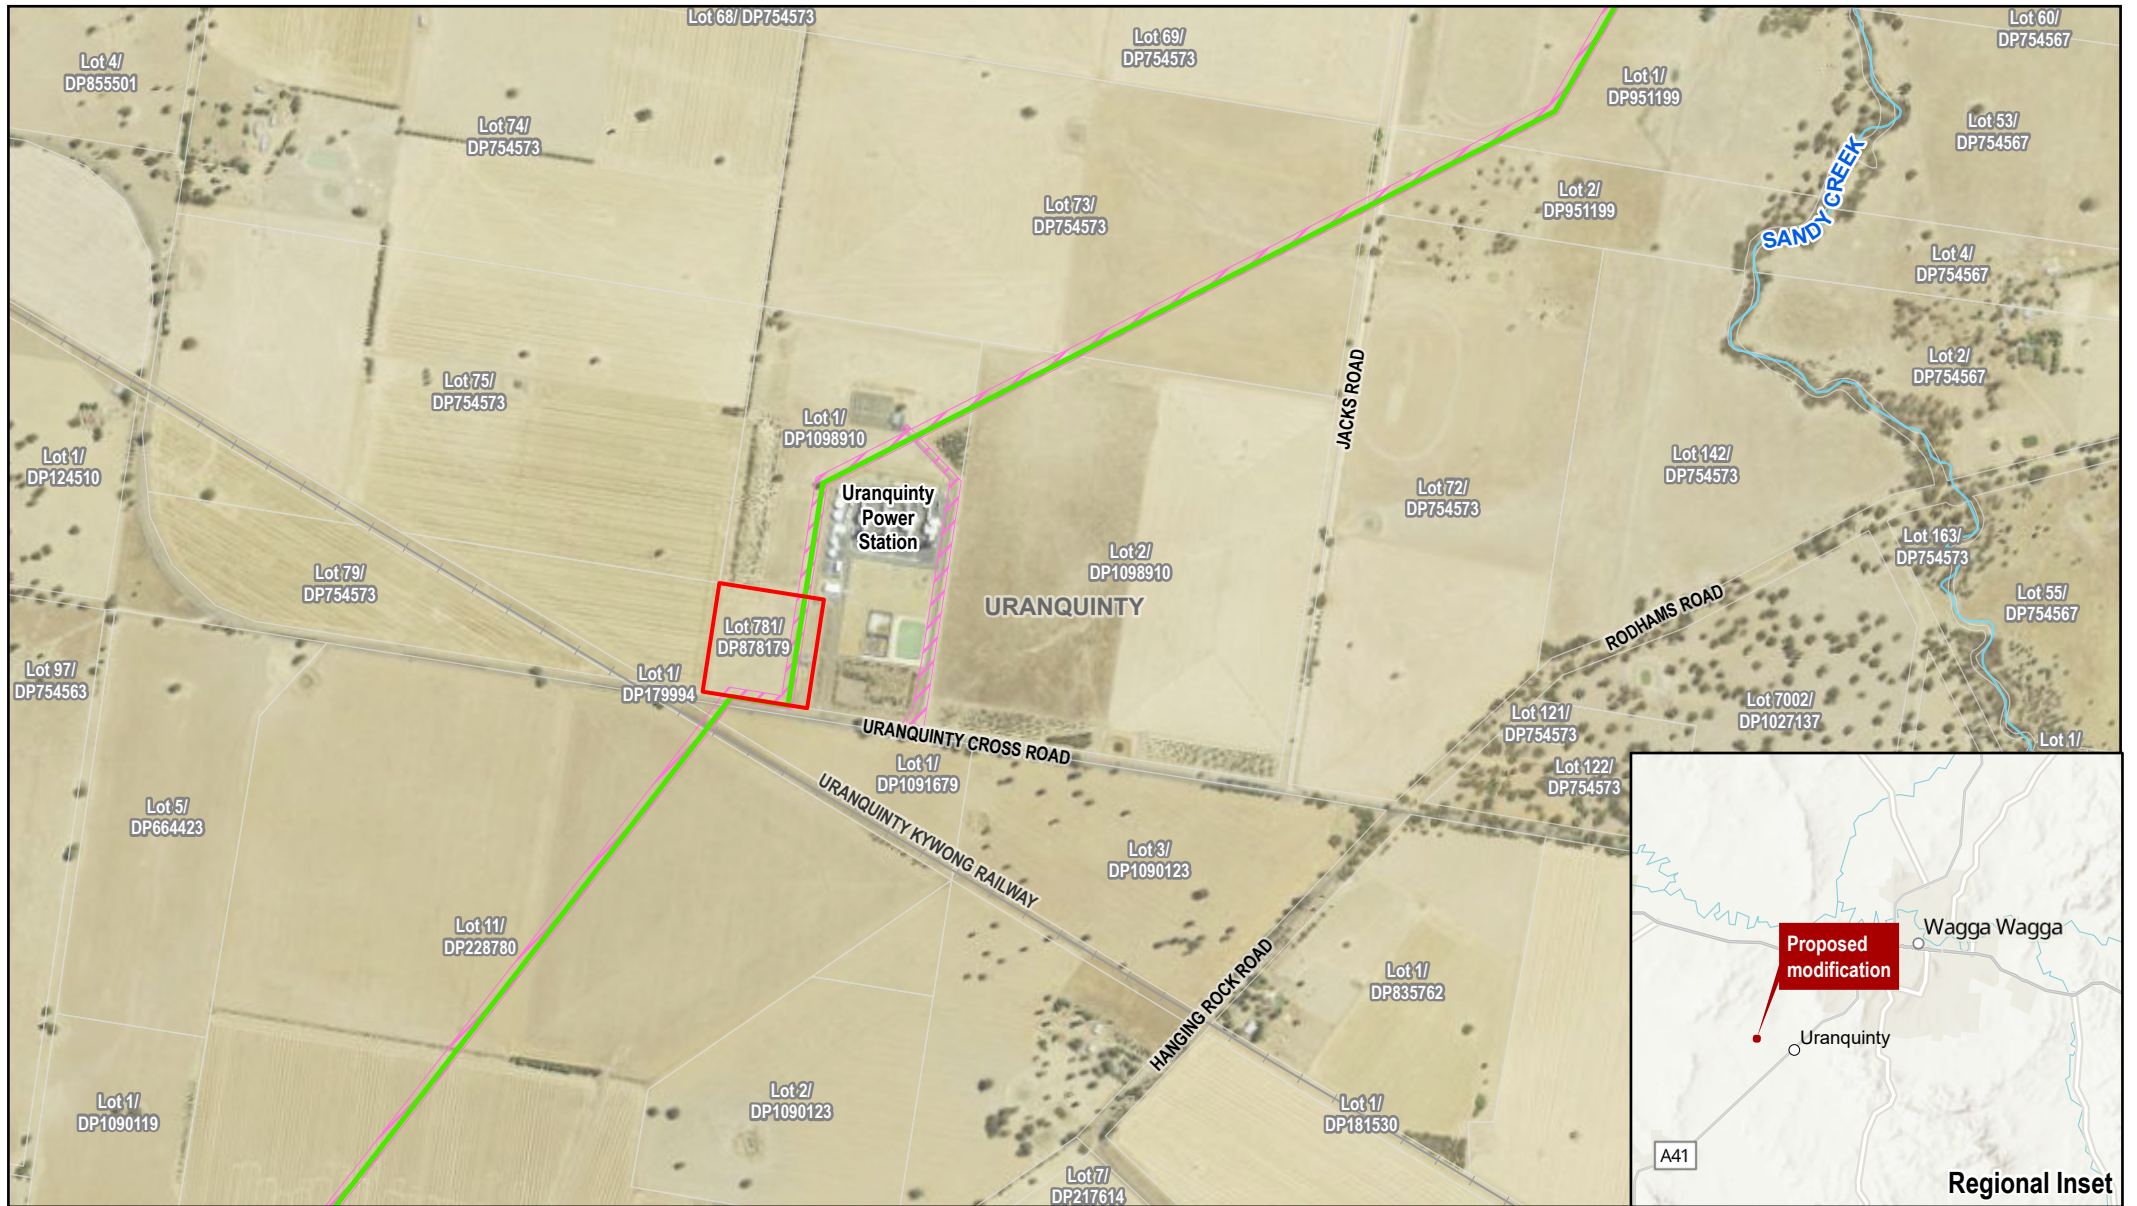 Lot 68/ DP754573
Lot 60/
DP754567
Lot 69/
DP754573
Lot 4/
DP855501
Lot 1/
DP951199
Lot 74/
DP754573
Lot 53/
DP754567
SANDY CREEK
Lot 73/
DP754573
Lot 2/
DP951199
Lot 4/
DP754567
Lot 2/
DP754567
Lot 75/
DP754573
JACKS ROAD
Lot 1/
DP1098910
Lot 1/
DP124510
Lot 142/
DP754573
Uranquinty
Power
Station
Lot 72/
DP754573
Lot 163/
DP754573
Lot 2/
DP1098910
Lot 79/
DP754573
URANQUINTY
RODHAMS ROAD
Lot 55/
DP754567
Lot 781/
DP878179
Lot 97/
DP754563
Lot 1/
DP179994
Lot 7002/
DP1027137
Lot 121/
DP754573
URANQUINTY CROSS ROAD
Lot 1/
Lot 1/
DP1091679
Lot 122/
DP754573
URANQUINTY KYWONG RAILWAY
Lot 5/
DP664423
Lot 3/
DP1090123
Lot 11/
DP228780
HANGING ROCK ROAD
Lot 1/
DP835762
Lot 1/
DP1090119
Lot 2/
DP1090123
Lot 1/
DP181530
Lot 7/
DP217614
Wagga Wagga
Proposed
modification
Uranquinty
A41
Regional Inset